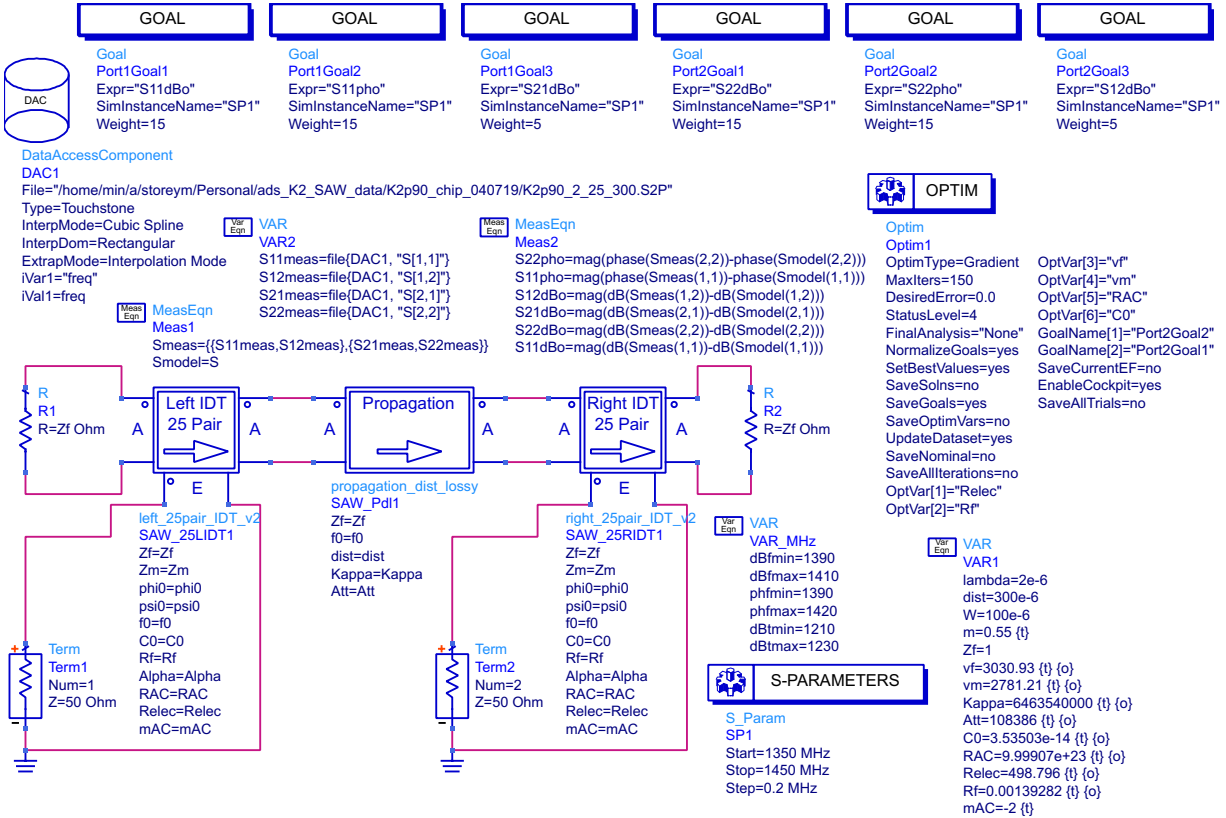 GOAL
GOAL
GOAL
GOAL
GOAL
GOAL
Goal
Port1Goal1
Expr="S11dBo"
SimInstanceName="SP1"
Weight=15
Goal
Port1Goal2
Expr="S11pho"
SimInstanceName="SP1"
Weight=15
Goal
Port1Goal3
Expr="S21dBo"
SimInstanceName="SP1"
Weight=5
Goal
Port2Goal1
Expr="S22dBo"
SimInstanceName="SP1"
Weight=15
Goal
Port2Goal2
Expr="S22pho"
SimInstanceName="SP1"
Weight=15
Goal
Port2Goal3
Expr="S12dBo"
SimInstanceName="SP1"
Weight=5
DAC
DataAccessComponent
DAC1
File="/home/min/a/storeym/Personal/ads_K2_SAW_data/K2p90_chip_040719/K2p90_2_25_300.S2P"
Type=Touchstone
InterpMode=Cubic Spline
InterpDom=Rectangular
ExtrapMode=Interpolation Mode
iVar1="freq"
iVal1=freq
Var
Eqn
VAR
VAR2
S11meas=file{DAC1, "S[1,1]"}
S12meas=file{DAC1, "S[1,2]"}
S21meas=file{DAC1, "S[2,1]"}
S22meas=file{DAC1, "S[2,2]"}
Meas
Eqn
MeasEqn
Meas2
S22pho=mag(phase(Smeas(2,2))-phase(Smodel(2,2)))
S11pho=mag(phase(Smeas(1,1))-phase(Smodel(1,1)))
S12dBo=mag(dB(Smeas(1,2))-dB(Smodel(1,2)))
S21dBo=mag(dB(Smeas(2,1))-dB(Smodel(2,1)))
S22dBo=mag(dB(Smeas(2,2))-dB(Smodel(2,2)))
S11dBo=mag(dB(Smeas(1,1))-dB(Smodel(1,1)))
Meas
Eqn
MeasEqn
Meas1
Smeas={{S11meas,S12meas},{S21meas,S22meas}}
Smodel=S
OPTIM
Optim
Optim1
OptimType=Gradient
MaxIters=150
DesiredError=0.0
StatusLevel=4
FinalAnalysis="None"
NormalizeGoals=yes
SetBestValues=yes
SaveSolns=no
SaveGoals=yes
SaveOptimVars=no
UpdateDataset=yes
SaveNominal=no
SaveAllIterations=no
OptVar[1]="Relec"
OptVar[2]="Rf"
OptVar[3]="vf"
OptVar[4]="vm"
OptVar[5]="RAC"
OptVar[6]="C0"
GoalName[1]="Port2Goal2"
GoalName[2]="Port2Goal1"
SaveCurrentEF=no
EnableCockpit=yes
SaveAllTrials=no
R
R1
R=Zf Ohm
A
Left IDT
25 Pair
A
E
A
Propagation
A
A
Right IDT
25 Pair
A
E
R
R2
R=Zf Ohm
left_25pair_IDT_v2
SAW_25LIDT1
Zf=Zf
Zm=Zm
phi0=phi0
psi0=psi0
f0=f0
C0=C0
Rf=Rf
Alpha=Alpha
RAC=RAC
Relec=Relec
mAC=mAC
propagation_dist_lossy
SAW_Pdl1
Zf=Zf
f0=f0
dist=dist
Kappa=Kappa
Att=Att
right_25pair_IDT_v2
SAW_25RIDT1
Zf=Zf
Zm=Zm
phi0=phi0
psi0=psi0
f0=f0
C0=C0
Rf=Rf
Alpha=Alpha
RAC=RAC
Relec=Relec
mAC=mAC
+
Term
Term1
Num=1
Z=50 Ohm
-
+
Term
Term2
Num=2
Z=50 Ohm
-
Var
Eqn
VAR
VAR_MHz
dBfmin=1390
dBfmax=1410
phfmin=1390
phfmax=1420
dBtmin=1210
dBtmax=1230
S-PARAMETERS
S_Param
SP1
Start=1350 MHz
Stop=1450 MHz
Step=0.2 MHz
Var
Eqn
VAR
VAR1
lambda=2e-6
dist=300e-6
W=100e-6
m=0.55 {t}
Zf=1
vf=3030.93 {t} {o}
vm=2781.21 {t} {o}
Kappa=6463540000 {t} {o}
Att=108386 {t} {o}
C0=3.53503e-14 {t} {o}
RAC=9.99907e+23 {t} {o}
Relec=498.796 {t} {o}
Rf=0.00139282 {t} {o}
mAC=-2 {t}